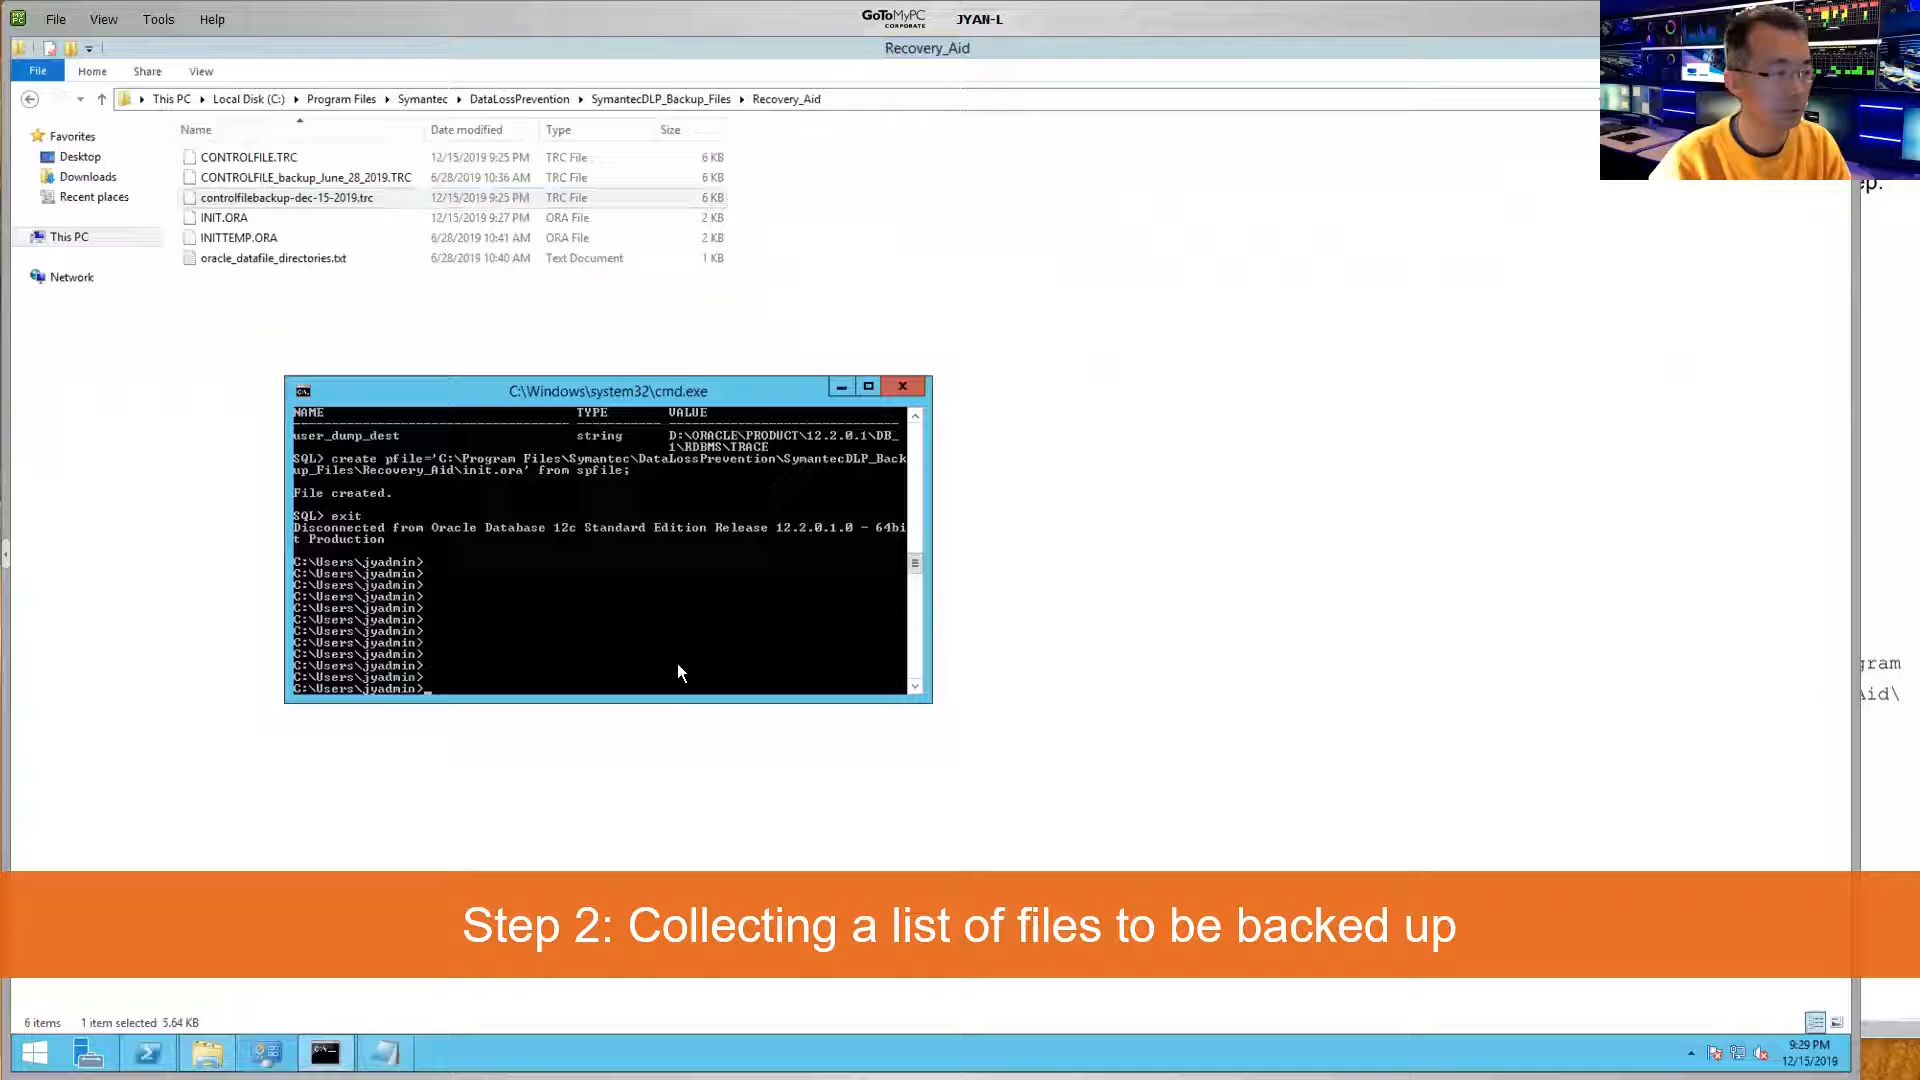 File View Tools Help
GoToMyPC
CORPORATE
JYAN-L
Recovery_Aid
File Home Share View
This PC Local Disk (C:) Program Files Symantec DataLossPrevention SymantecDLP_Backup_Files Recovery_Aid
Name Date modified Type Size
Favorites
Desktop
Downloads
Recent places
This PC
Network
CONTROLFILE.TRC 12/15/2019 9:25 PM TRC File 6 KB
CONTROLFILE_backup_June_28_2019.TRC 6/28/2019 10:36 AM TRC File 6 KB
controlfilebackup-dec-15-2019.trc 12/15/2019 9:25 PM TRC File 6 KB
INIT.ORA 12/15/2019 9:27 PM ORA File 2 KB
INITTEMP.ORA 6/28/2019 10:41 AM ORA File 2 KB
oracle_datafile_directories.txt 6/28/2019 10:40 AM Text Document 1 KB
ep.
C:\Windows\system32\cmd.exe
NAME TYPE VALUE
user_dump_dest string D:\ORACLE\PRODUCT\12.2.0.1\DB_
1\RDBMS\TRACE
SQL> create pfile='C:\Program Files\Symantec\DataLossPrevention\SymantecDLP_Back
up_Files\Recovery_Aid\init.ora' from spfile;
File created.
SQL> exit
Disconnected from Oracle Database 12c Standard Edition Release 12.2.0.1.0 - 64bi
t Production
C:\Users\jyadmin>
C:\Users\jyadmin>
C:\Users\jyadmin>
C:\Users\jyadmin>
C:\Users\jyadmin>
C:\Users\jyadmin>
C:\Users\jyadmin>
C:\Users\jyadmin>
C:\Users\jyadmin>
C:\Users\jyadmin>
C:\Users\jyadmin>
C:\Users\jyadmin>_
gram
Aid\
Step 2: Collecting a list of files to be backed up
6 items 1 item selected 5.64 KB
9:29 PM
12/15/2019